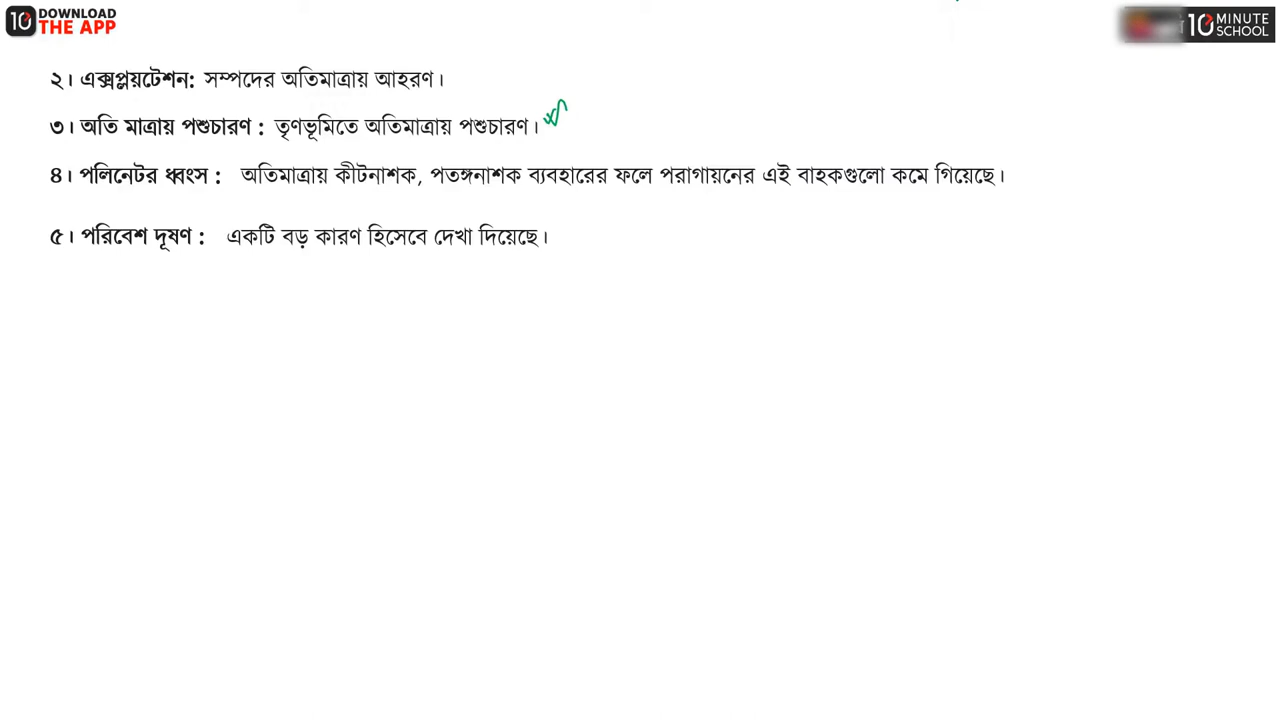 10 DOWNLOAD THE APP
10 MINUTE SCHOOL
২। এক্সপ্লয়টেশন: সম্পদের অতিমাত্রায় আহরণ।
৩। অতি মাত্রায় পশুচারণ : তৃণভূমিতে অতিমাত্রায় পশুচারণ।
৪। পলিনেটর ধ্বংস : অতিমাত্রায় কীটনাশক, পতঙ্গনাশক ব্যবহারের ফলে পরাগায়নের এই বাহকগুলো কমে গিয়েছে।
৫। পরিবেশ দূষণ : একটি বড় কারণ হিসেবে দেখা দিয়েছে।